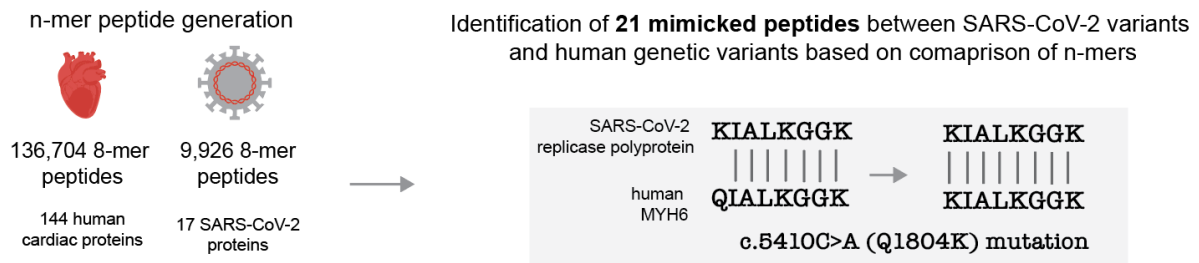 n-mer peptide generation
136,704 8-mer
peptides
9,926 8-mer
peptides
144 human
cardiac proteins
17 SARS-CoV-2
proteins
Identification of 21 mimicked peptides between SARS-CoV-2 variants
and human genetic variants based on comaprison of n-mers
SARS-CoV-2
replicase polyprotein
KIALKGGK
KIALKGGK
human
MYH6
QIALKGGK
KIALKGGK
c.5410C>A (Q1804K) mutation